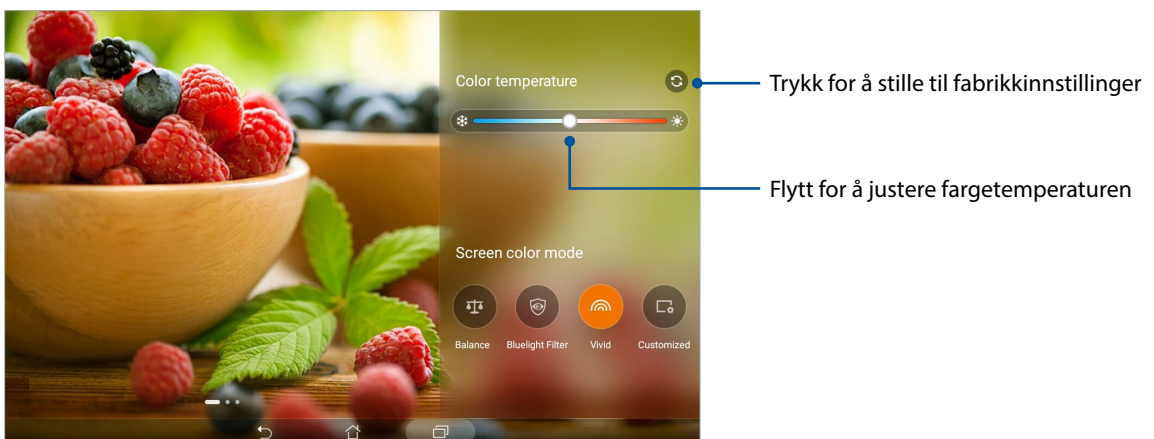 Color temperature
Trykk for å stille til fabrikkinnstillinger
Flytt for å justere fargetemperaturen
Screen color mode
Balance Bluelight Filter Vivid Customized